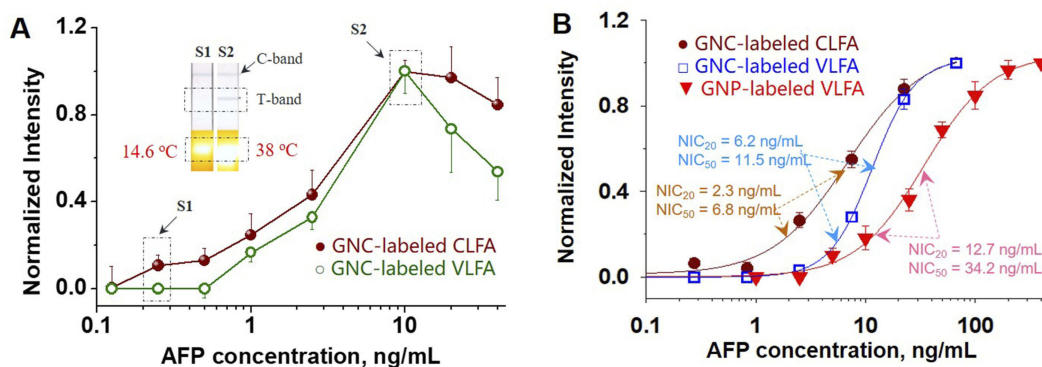 A
Normalized Intensity
1.2
0.8
0.4
0.0
0.1
1
10
AFP concentration, ng/mL
S1 S2
C-band
T-band
14.6 ºC
38 ºC
S2
S1
GNC-labeled CLFA
GNC-labeled VLFA
B
Normalized Intensity
1.2
0.8
0.4
0.0
0.1
1
10
100
AFP concentration, ng/mL
GNC-labeled CLFA
GNC-labeled VLFA
GNP-labeled VLFA
NIC20 = 6.2 ng/mL
NIC50 = 11.5 ng/mL
NIC20 = 2.3 ng/mL
NIC50 = 6.8 ng/mL
NIC20 = 12.7 ng/mL
NIC50 = 34.2 ng/mL